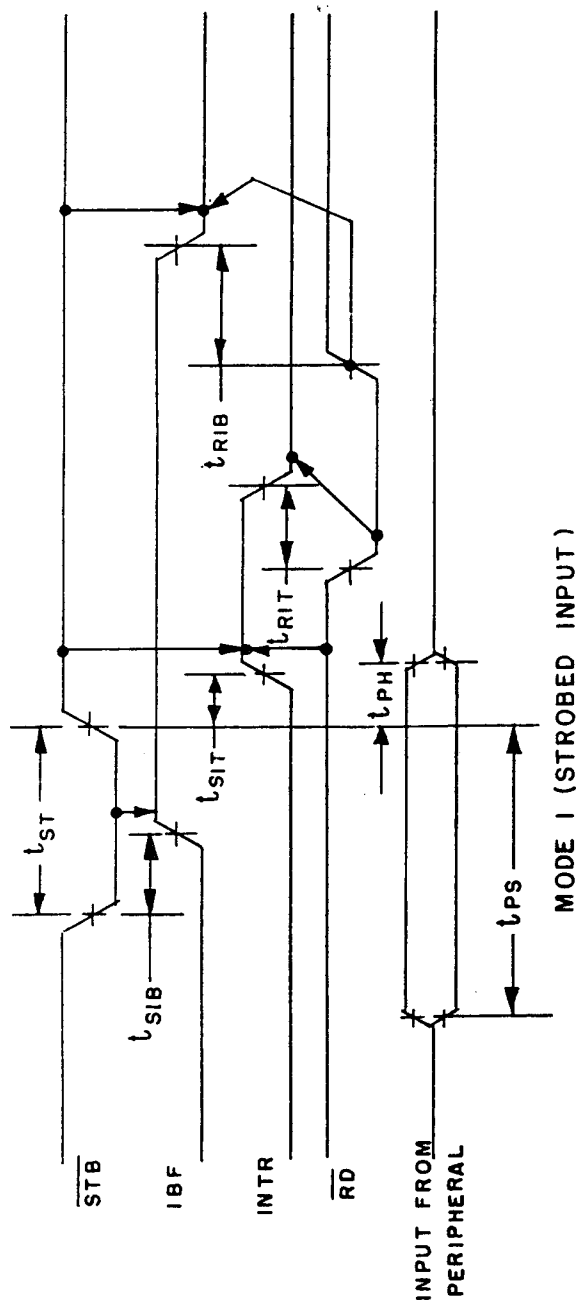 STB
IBF
INTR
RD
INPUT FROM
PERIPHERAL
tST
tSIB
tSIT
tRIT
tRIB
tPH
tPS
MODE 1 (STROBED INPUT)